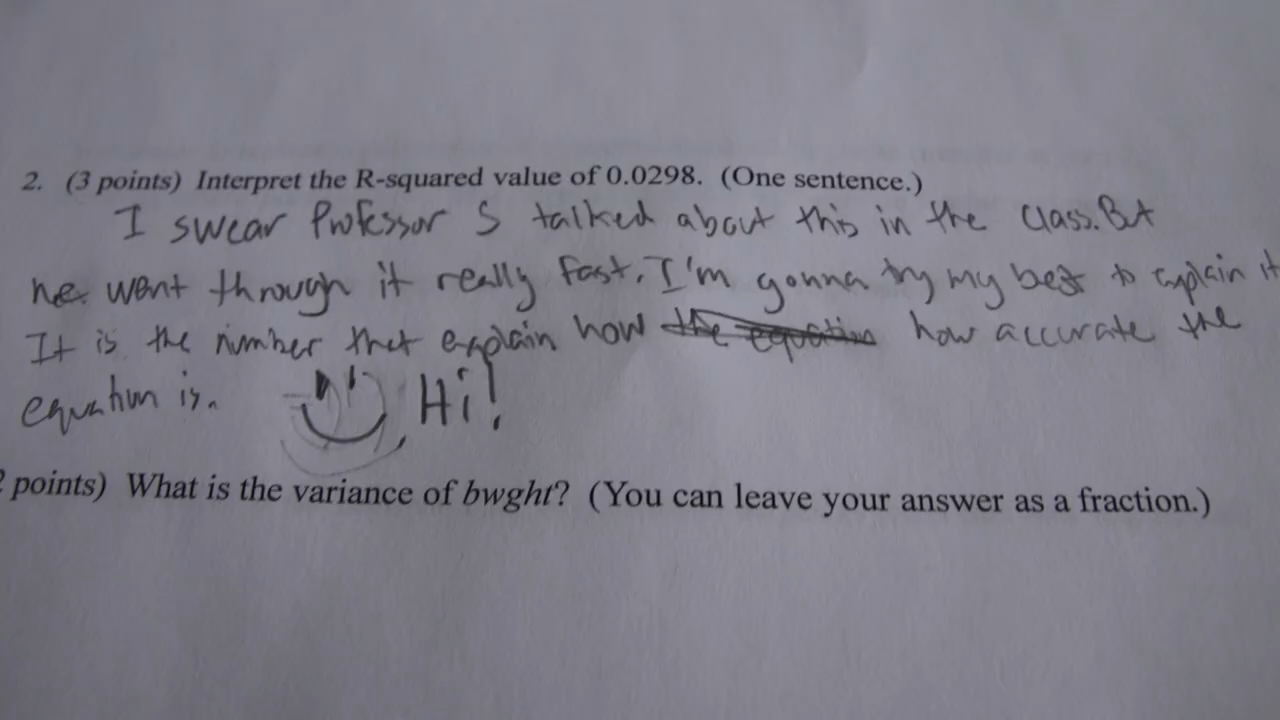 2. (3 points) Interpret the R-squared value of 0.0298. (One sentence.)
I swear Professor S talked about this in the class. But
he went through it really fast. I'm gonna try my best to explain it
It is the number that explain how the equation how accurate the
equation is. Hi!
points) What is the variance of bwght? (You can leave your answer as a fraction.)